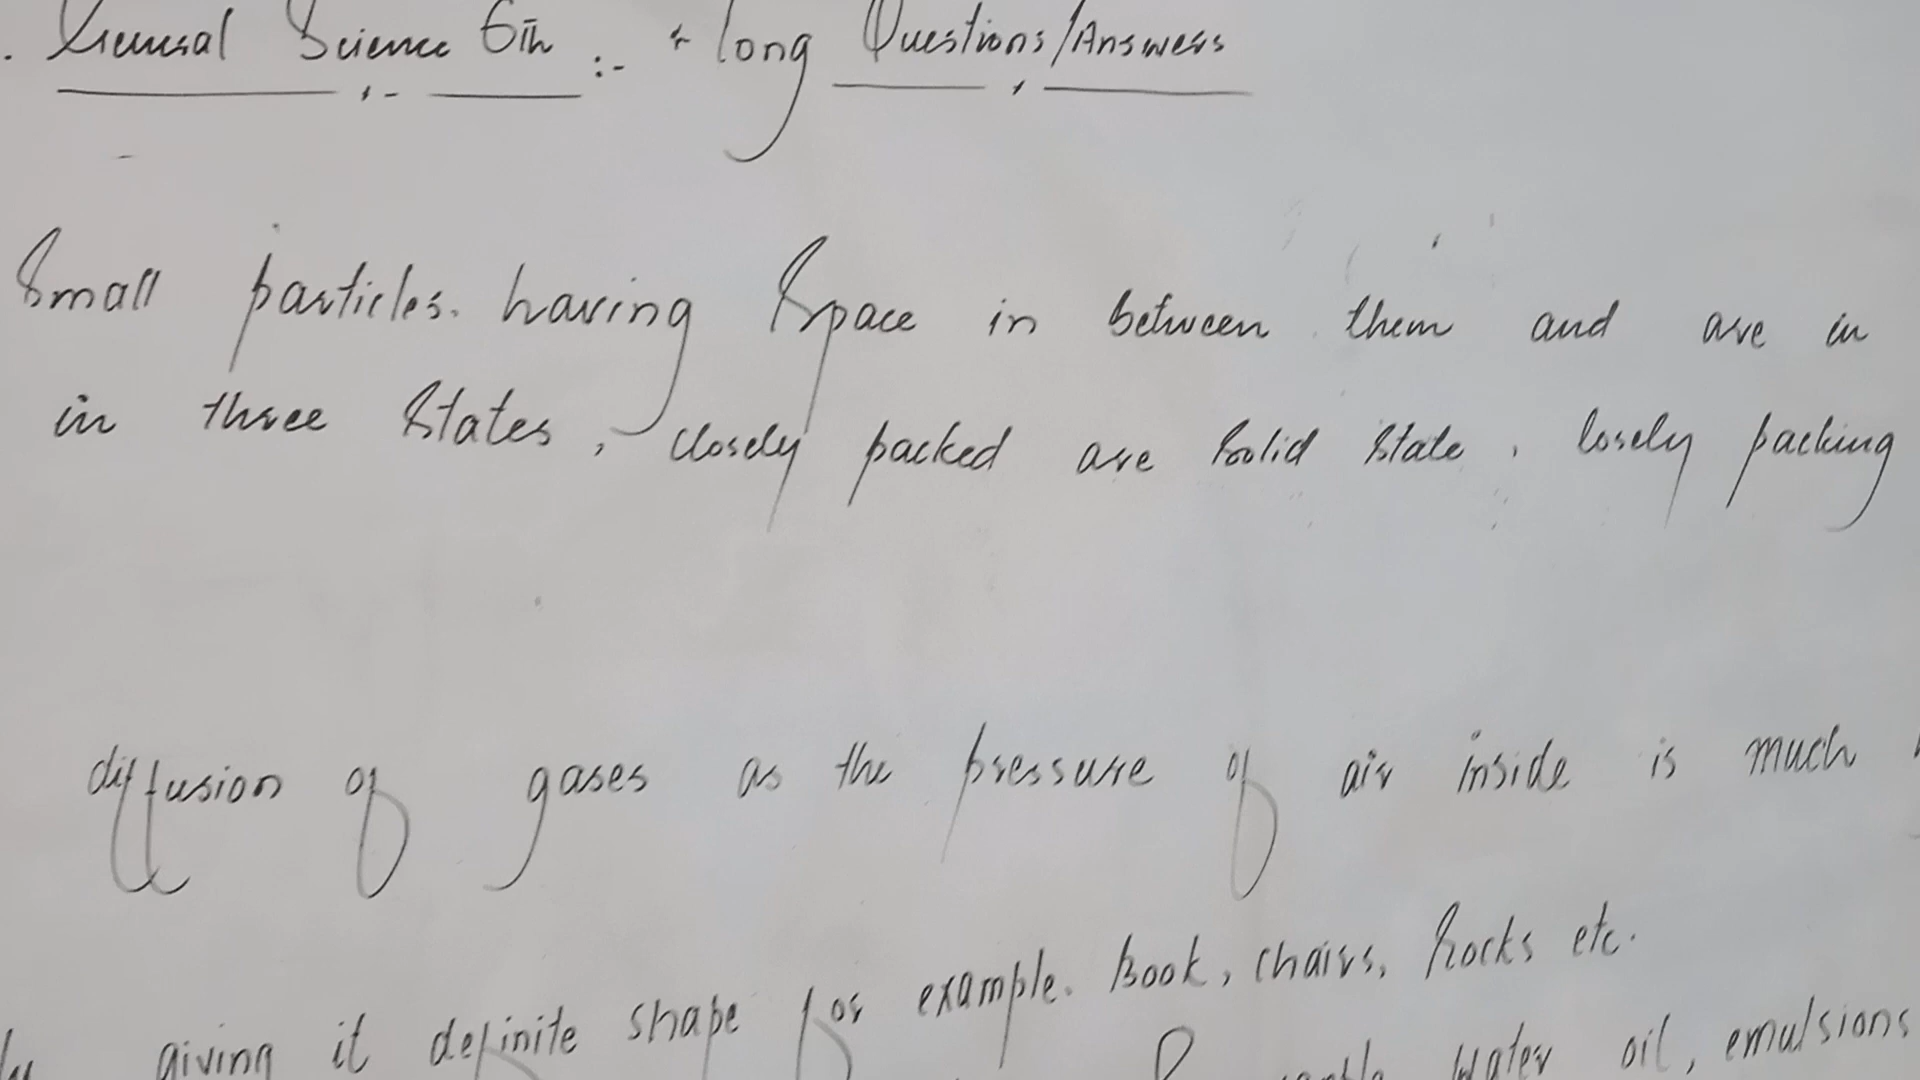 General Science 6th :- long Questions/Answers
Small particles. having Space in between them and are in
in three States, closely packed are Solid state, losely packing
diffusion of gases as the pressure of air inside is much
giving it definite shape for example. Book, chairs, Rocks etc.
water oil, emulsions